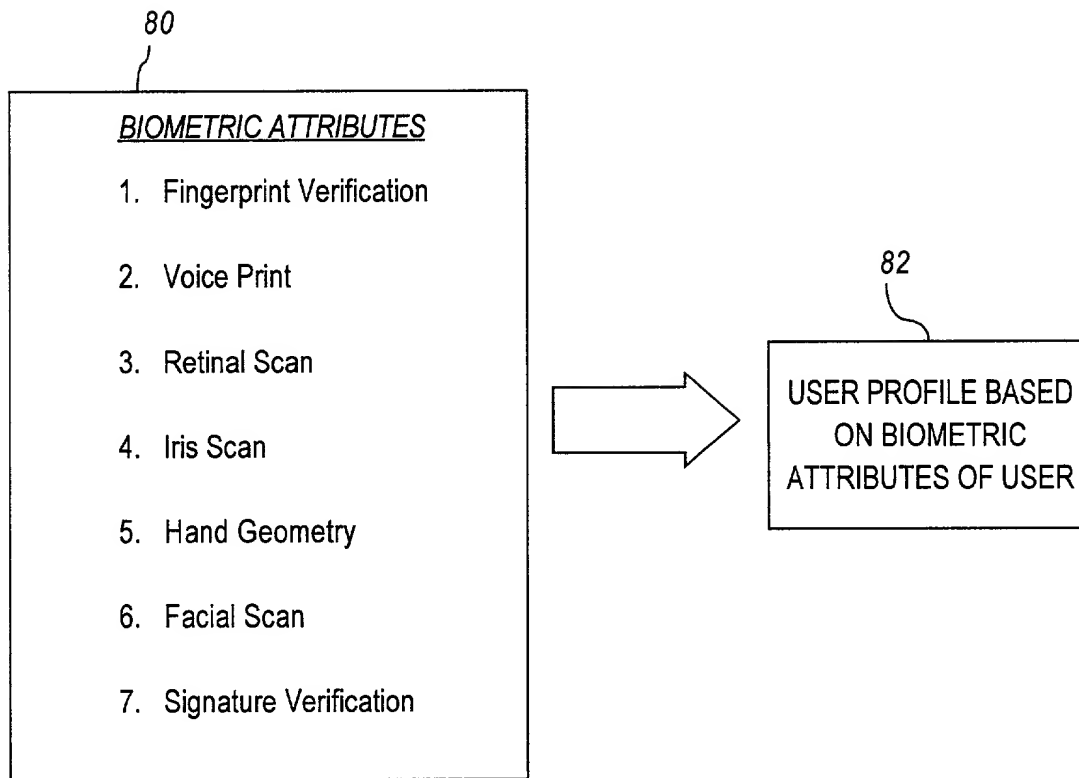 80
BIOMETRIC ATTRIBUTES
1. Fingerprint Verification
2. Voice Print
3. Retinal Scan
4. Iris Scan
5. Hand Geometry
6. Facial Scan
7. Signature Verification
82
USER PROFILE BASED
ON BIOMETRIC
ATTRIBUTES OF USER